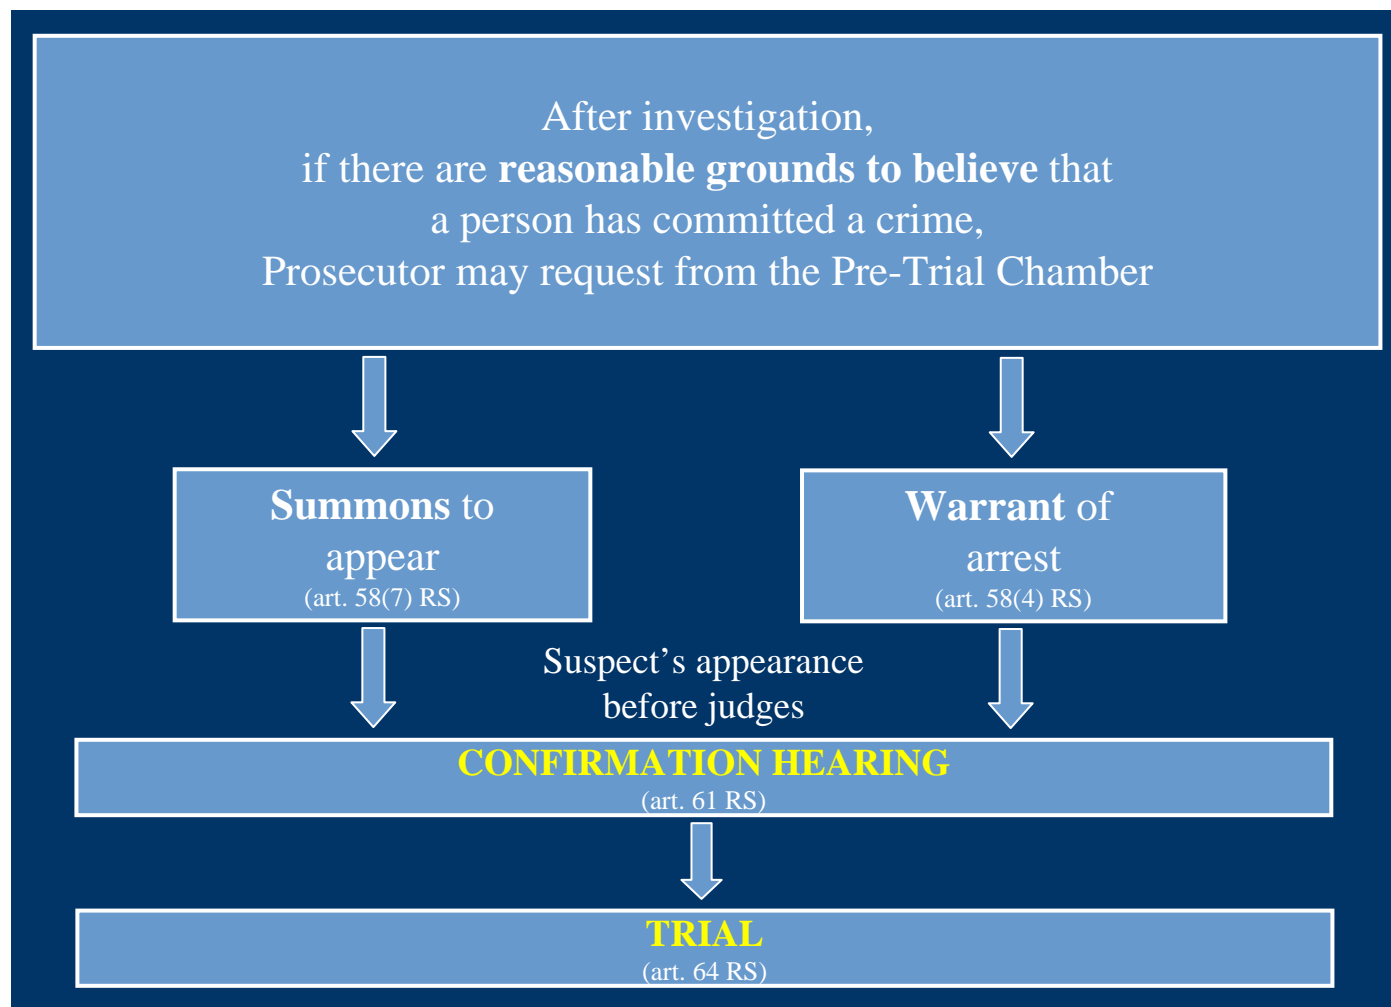 After investigation,
if there are reasonable grounds to believe that
a person has committed a crime,
Prosecutor may request from the Pre-Trial Chamber
Summons to
appear
(art. 58(7) RS)
Warrant of
arrest
(art. 58(4) RS)
Suspect’s appearance
before judges
CONFIRMATION HEARING
(art. 61 RS)
TRIAL
(art. 64 RS)